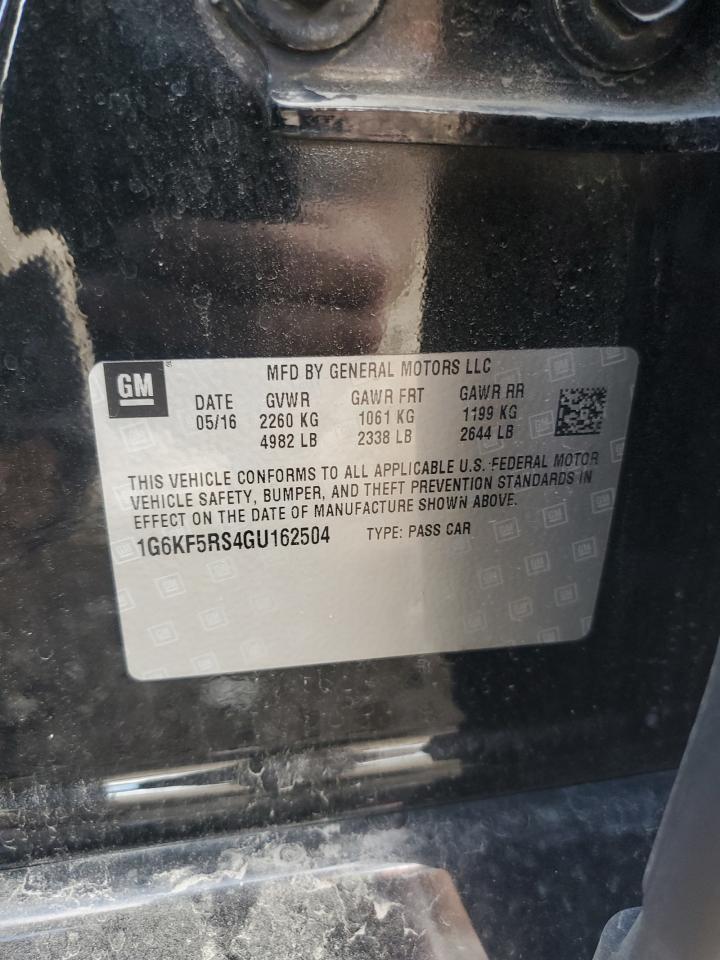 GM
MFD BY GENERAL MOTORS LLC
DATE GVWR GAWR FRT GAWR RR
05/16 2260 KG 1061 KG 1199 KG
4982 LB 2338 LB 2644 LB
THIS VEHICLE CONFORMS TO ALL APPLICABLE U.S. FEDERAL MOTOR
VEHICLE SAFETY, BUMPER, AND THEFT PREVENTION STANDARDS IN
EFFECT ON THE DATE OF MANUFACTURE SHOWN ABOVE.
1G6KF5RS4GU162504 TYPE: PASS CAR